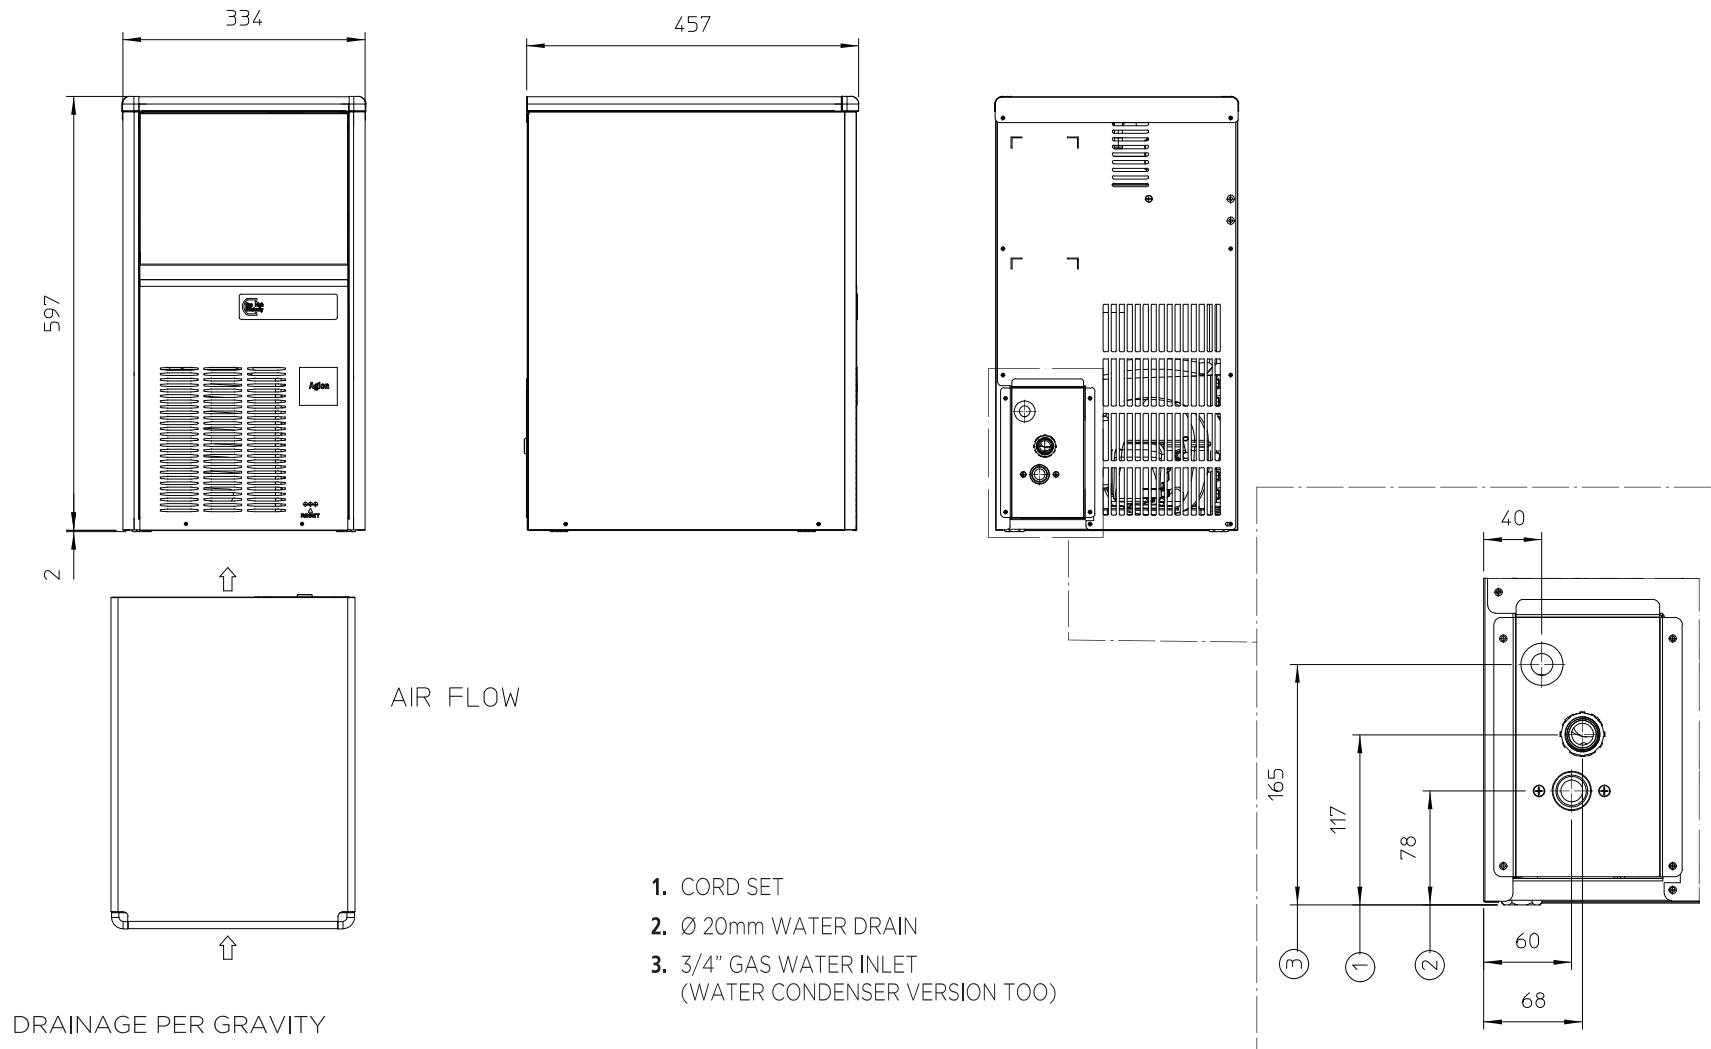 334
457
597
2
Agion
RESET
AIR FLOW
40
165
117
78
60
68
3
1
2
1. CORD SET
2. Ø 20mm WATER DRAIN
3. 3/4” GAS WATER INLET
(WATER CONDENSER VERSION TOO)
DRAINAGE PER GRAVITY